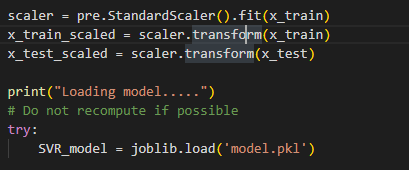 scaler = pre.StandardScaler().fit(x_train)
x_train_scaled = scaler.transform(x_train)
x_test_scaled = scaler.transform(x_test)
print("Loading model.....")
# Do not recompute if possible
try:
    SVR_model = joblib.load('model.pkl')